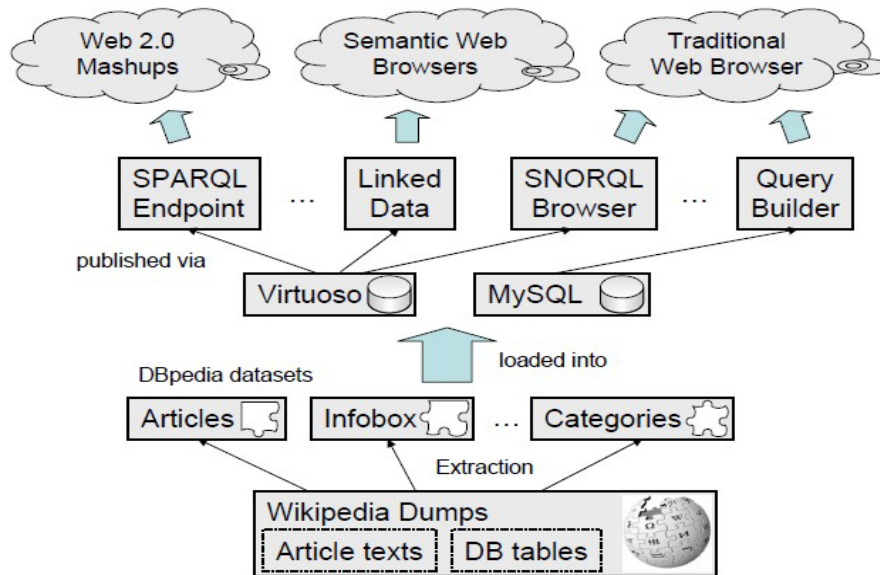 Web 2.0
Mashups
Semantic Web
Browsers
Traditional
Web Browser
SPARQL
Endpoint
...
Linked
Data
SNORQL
Browser
...
Query
Builder
published via
Virtuoso
MySQL
loaded into
DBpedia datasets
Articles
Infobox
...
Categories
Extraction
Wikipedia Dumps
Article texts
DB tables